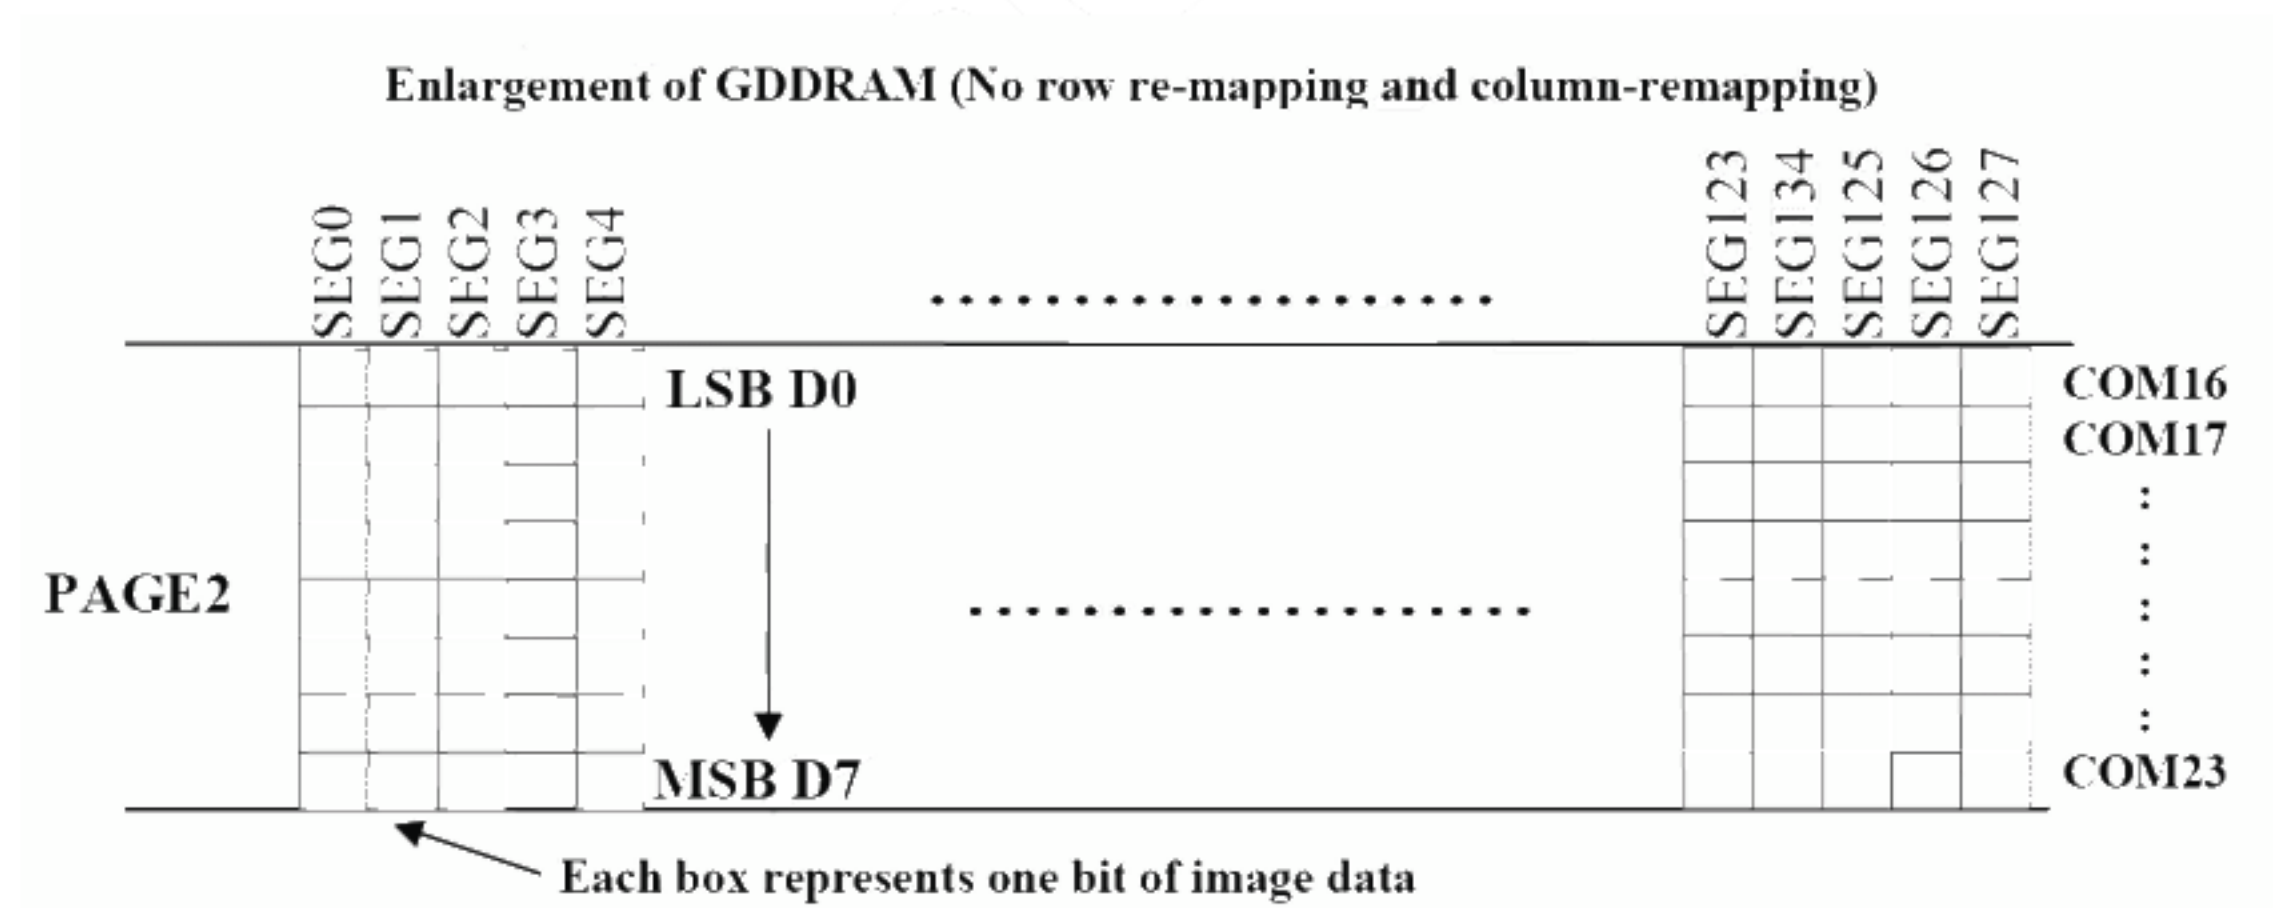 Enlargement of GDDRAM (No row re-mapping and column-remapping)
SEG0
SEG1
SEG2
SEG3
SEG4
SEG123
SEG134
SEG125
SEG126
SEG127
LSB D0
COM16
COM17
PAGE2
MSB D7
COM23
Each box represents one bit of image data